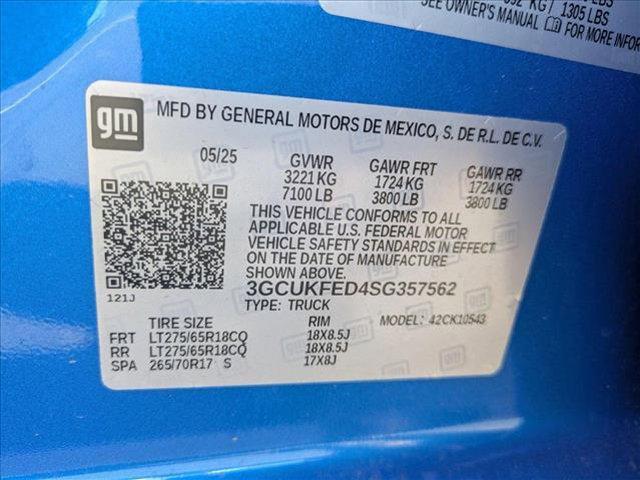 LBS
KG / 1305 LBS
SEE OWNER'S MANUAL FOR MORE INFOR
gm
MFD BY GENERAL MOTORS DE MEXICO, S. DE R.L. DE C.V.
05/25 GVWR GAWR FRT GAWR RR
3221 KG 1724 KG 1724 KG
7100 LB 3800 LB 3800 LB
THIS VEHICLE CONFORMS TO ALL
APPLICABLE U.S. FEDERAL MOTOR
VEHICLE SAFETY STANDARDS IN EFFECT
ON THE DATE OF MANUFACTURE
SHOWN ABOVE.
3GCUKFED4SG357562
121J TYPE: TRUCK
TIRE SIZE RIM MODEL: 42CK10543
FRT LT275/65R18CQ 18X8.5J
RR LT275/65R18CQ 18X8.5J
SPA 265/70R17 S 17X8J